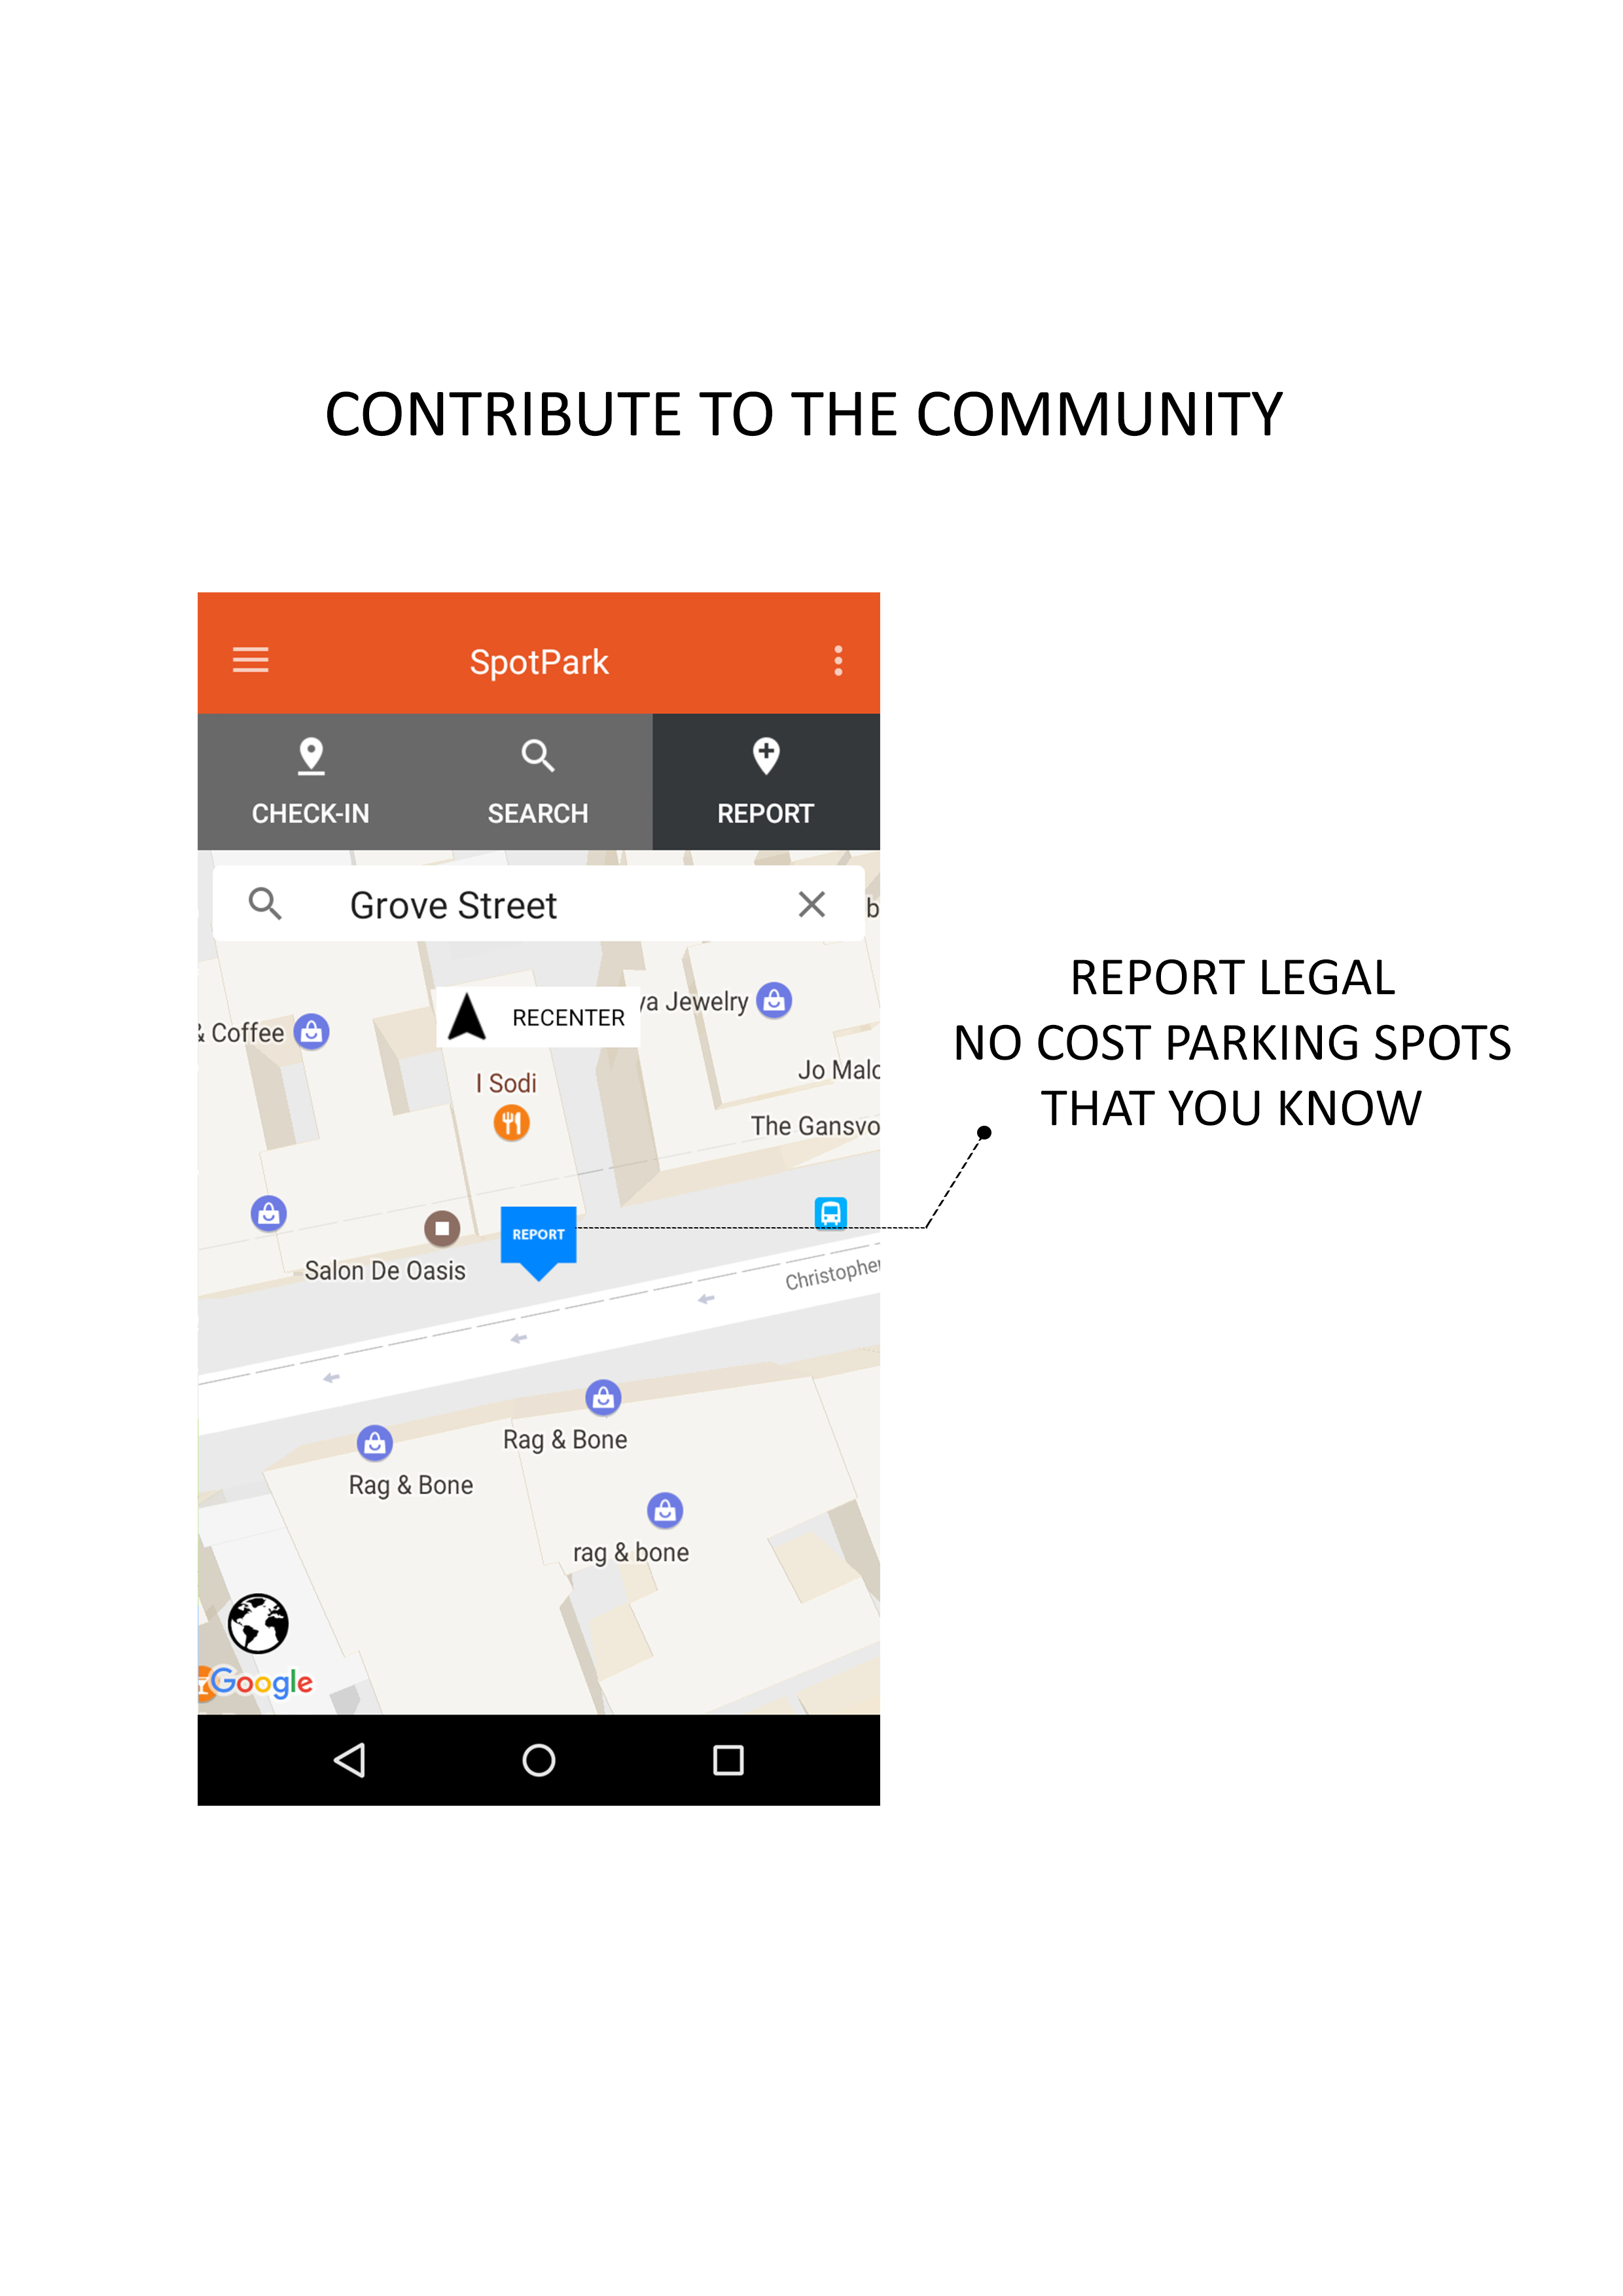 CONTRIBUTE TO THE COMMUNITY
SpotPark
CHECK-IN
SEARCH
REPORT
Grove Street
b
& Coffee
RECENTER
ya Jewelry
I Sodi
Jo Malo
The Gansvo
REPORT LEGAL
NO COST PARKING SPOTS
THAT YOU KNOW
REPORT
Salon De Oasis
Christopher
Rag & Bone
Rag & Bone
rag & bone
Google